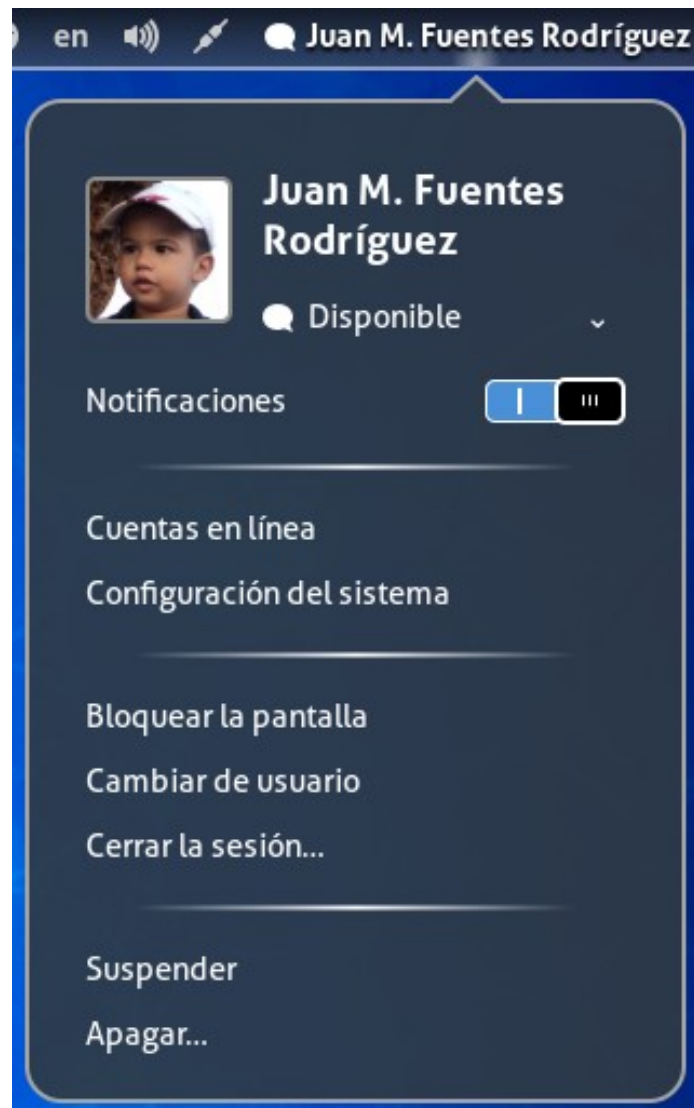 en Juan M. Fuentes Rodríguez
Juan M. Fuentes
Rodríguez
Disponible
Notificaciones
Cuentas en línea
Configuración del sistema
Bloquear la pantalla
Cambiar de usuario
Cerrar la sesión...
Suspender
Apagar...